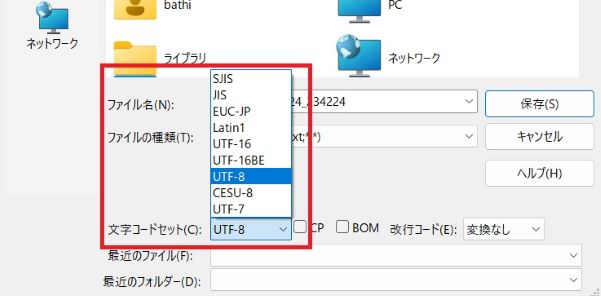 bathi
PC
ネットワーク
ライブラリ
ネットワーク
SJIS
JIS
EUC-JP
Latin1
UTF-16
UTF-16BE
UTF-8
CESU-8
UTF-7
ファイル名(N):
24_234224
保存(S)
ファイルの種類(T):
xt;**)
キャンセル
ヘルプ(H)
文字コードセット(C):
UTF-8
CP
BOM
改行コード(E):
変換なし
最近のファイル(F):
最近のフォルダー(D):